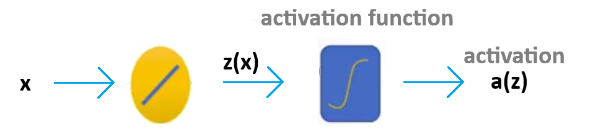 activation function
z(x)
activation
x
a(z)